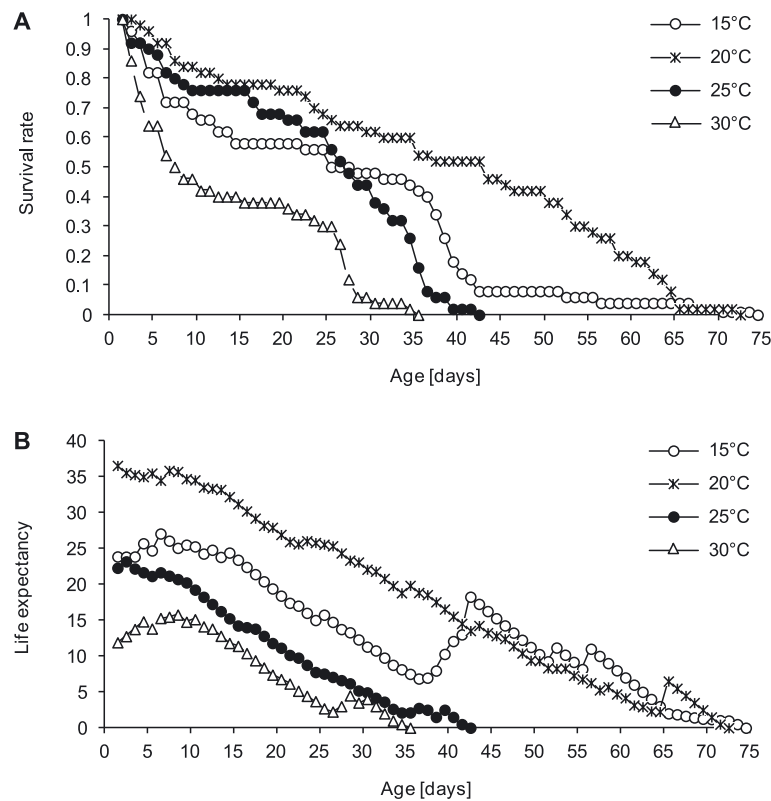 A
1
0.9
0.8
0.7
0.6
0.5
0.4
0.3
0.2
0.1
0
Survival rate
15°C
20°C
25°C
30°C
0 5 10 15 20 25 30 35 40 45 50 55 60 65 70 75
Age [days]
B
40
35
30
25
20
15
10
5
0
Life expectancy
15°C
20°C
25°C
30°C
0 5 10 15 20 25 30 35 40 45 50 55 60 65 70 75
Age [days]